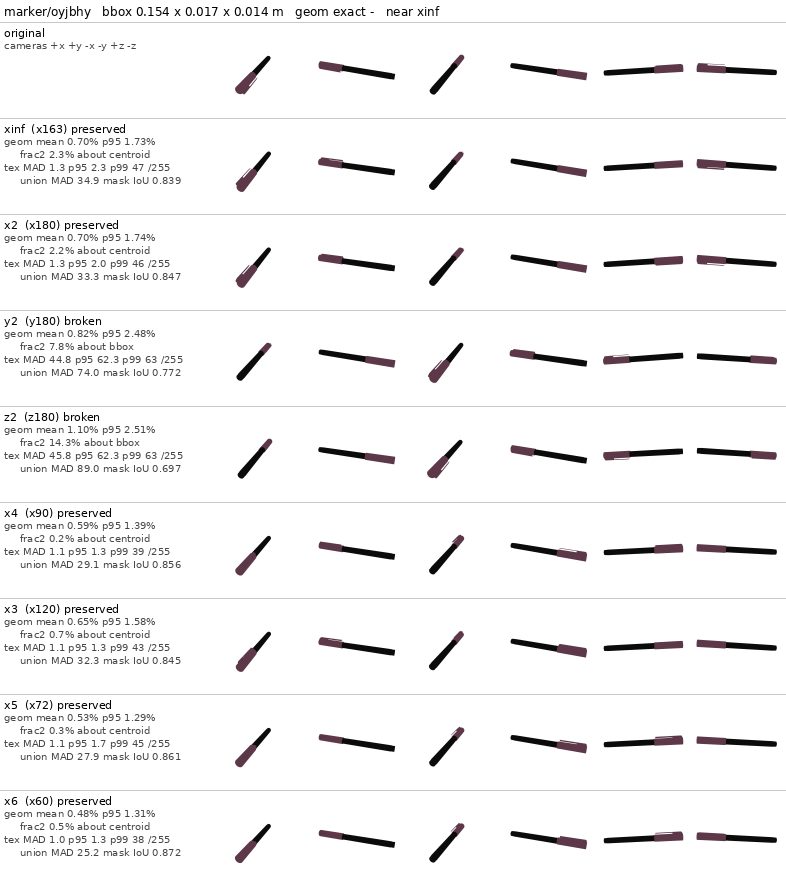 marker/oyjbhy bbox 0.154 x 0.017 x 0.014 m geom exact - near xinf
original
cameras +x +y -x -y +z -z
xinf (x163) preserved
geom mean 0.70% p95 1.73%
frac2 2.3% about centroid
tex MAD 1.3 p95 2.3 p99 47 /255
union MAD 34.9 mask IoU 0.839
x2 (x180) preserved
geom mean 0.70% p95 1.74%
frac2 2.2% about centroid
tex MAD 1.3 p95 2.0 p99 46 /255
union MAD 33.3 mask IoU 0.847
y2 (y180) broken
geom mean 0.82% p95 2.48%
frac2 7.8% about bbox
tex MAD 44.8 p95 62.3 p99 63 /255
union MAD 74.0 mask IoU 0.772
z2 (z180) broken
geom mean 1.10% p95 2.51%
frac2 14.3% about bbox
tex MAD 45.8 p95 62.3 p99 63 /255
union MAD 89.0 mask IoU 0.697
x4 (x90) preserved
geom mean 0.59% p95 1.39%
frac2 0.2% about centroid
tex MAD 1.1 p95 1.3 p99 39 /255
union MAD 29.1 mask IoU 0.856
x3 (x120) preserved
geom mean 0.65% p95 1.58%
frac2 0.7% about centroid
tex MAD 1.1 p95 1.3 p99 43 /255
union MAD 32.3 mask IoU 0.845
x5 (x72) preserved
geom mean 0.53% p95 1.29%
frac2 0.3% about centroid
tex MAD 1.1 p95 1.7 p99 45 /255
union MAD 27.9 mask IoU 0.861
x6 (x60) preserved
geom mean 0.48% p95 1.31%
frac2 0.5% about centroid
tex MAD 1.0 p95 1.3 p99 38 /255
union MAD 25.2 mask IoU 0.872